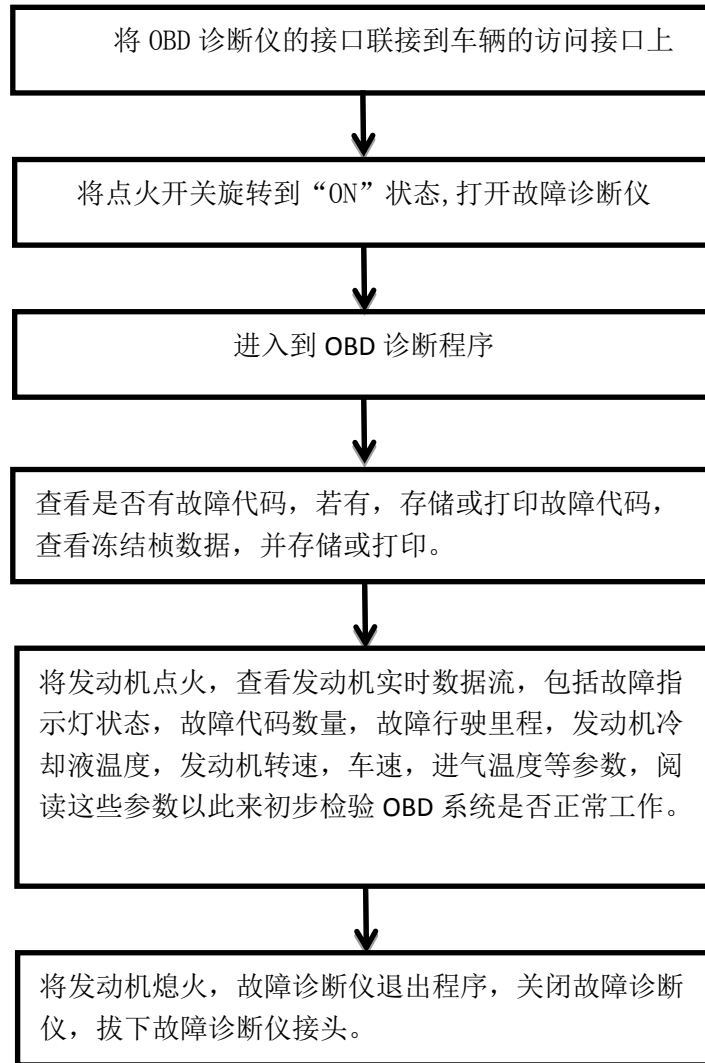 将 OBD 诊断仪的接口联接到车辆的访问接口上
将点火开关旋转到“ON”状态,打开故障诊断仪
进入到 OBD 诊断程序
查看是否有故障代码，若有，存储或打印故障代码，
查看冻结桢数据，并存储或打印。
将发动机点火，查看发动机实时数据流，包括故障指
示灯状态，故障代码数量，故障行驶里程，发动机冷
却液温度，发动机转速，车速，进气温度等参数，阅
读这些参数以此来初步检验 OBD 系统是否正常工作。
将发动机熄火，故障诊断仪退出程序，关闭故障诊断
仪，拔下故障诊断仪接头。